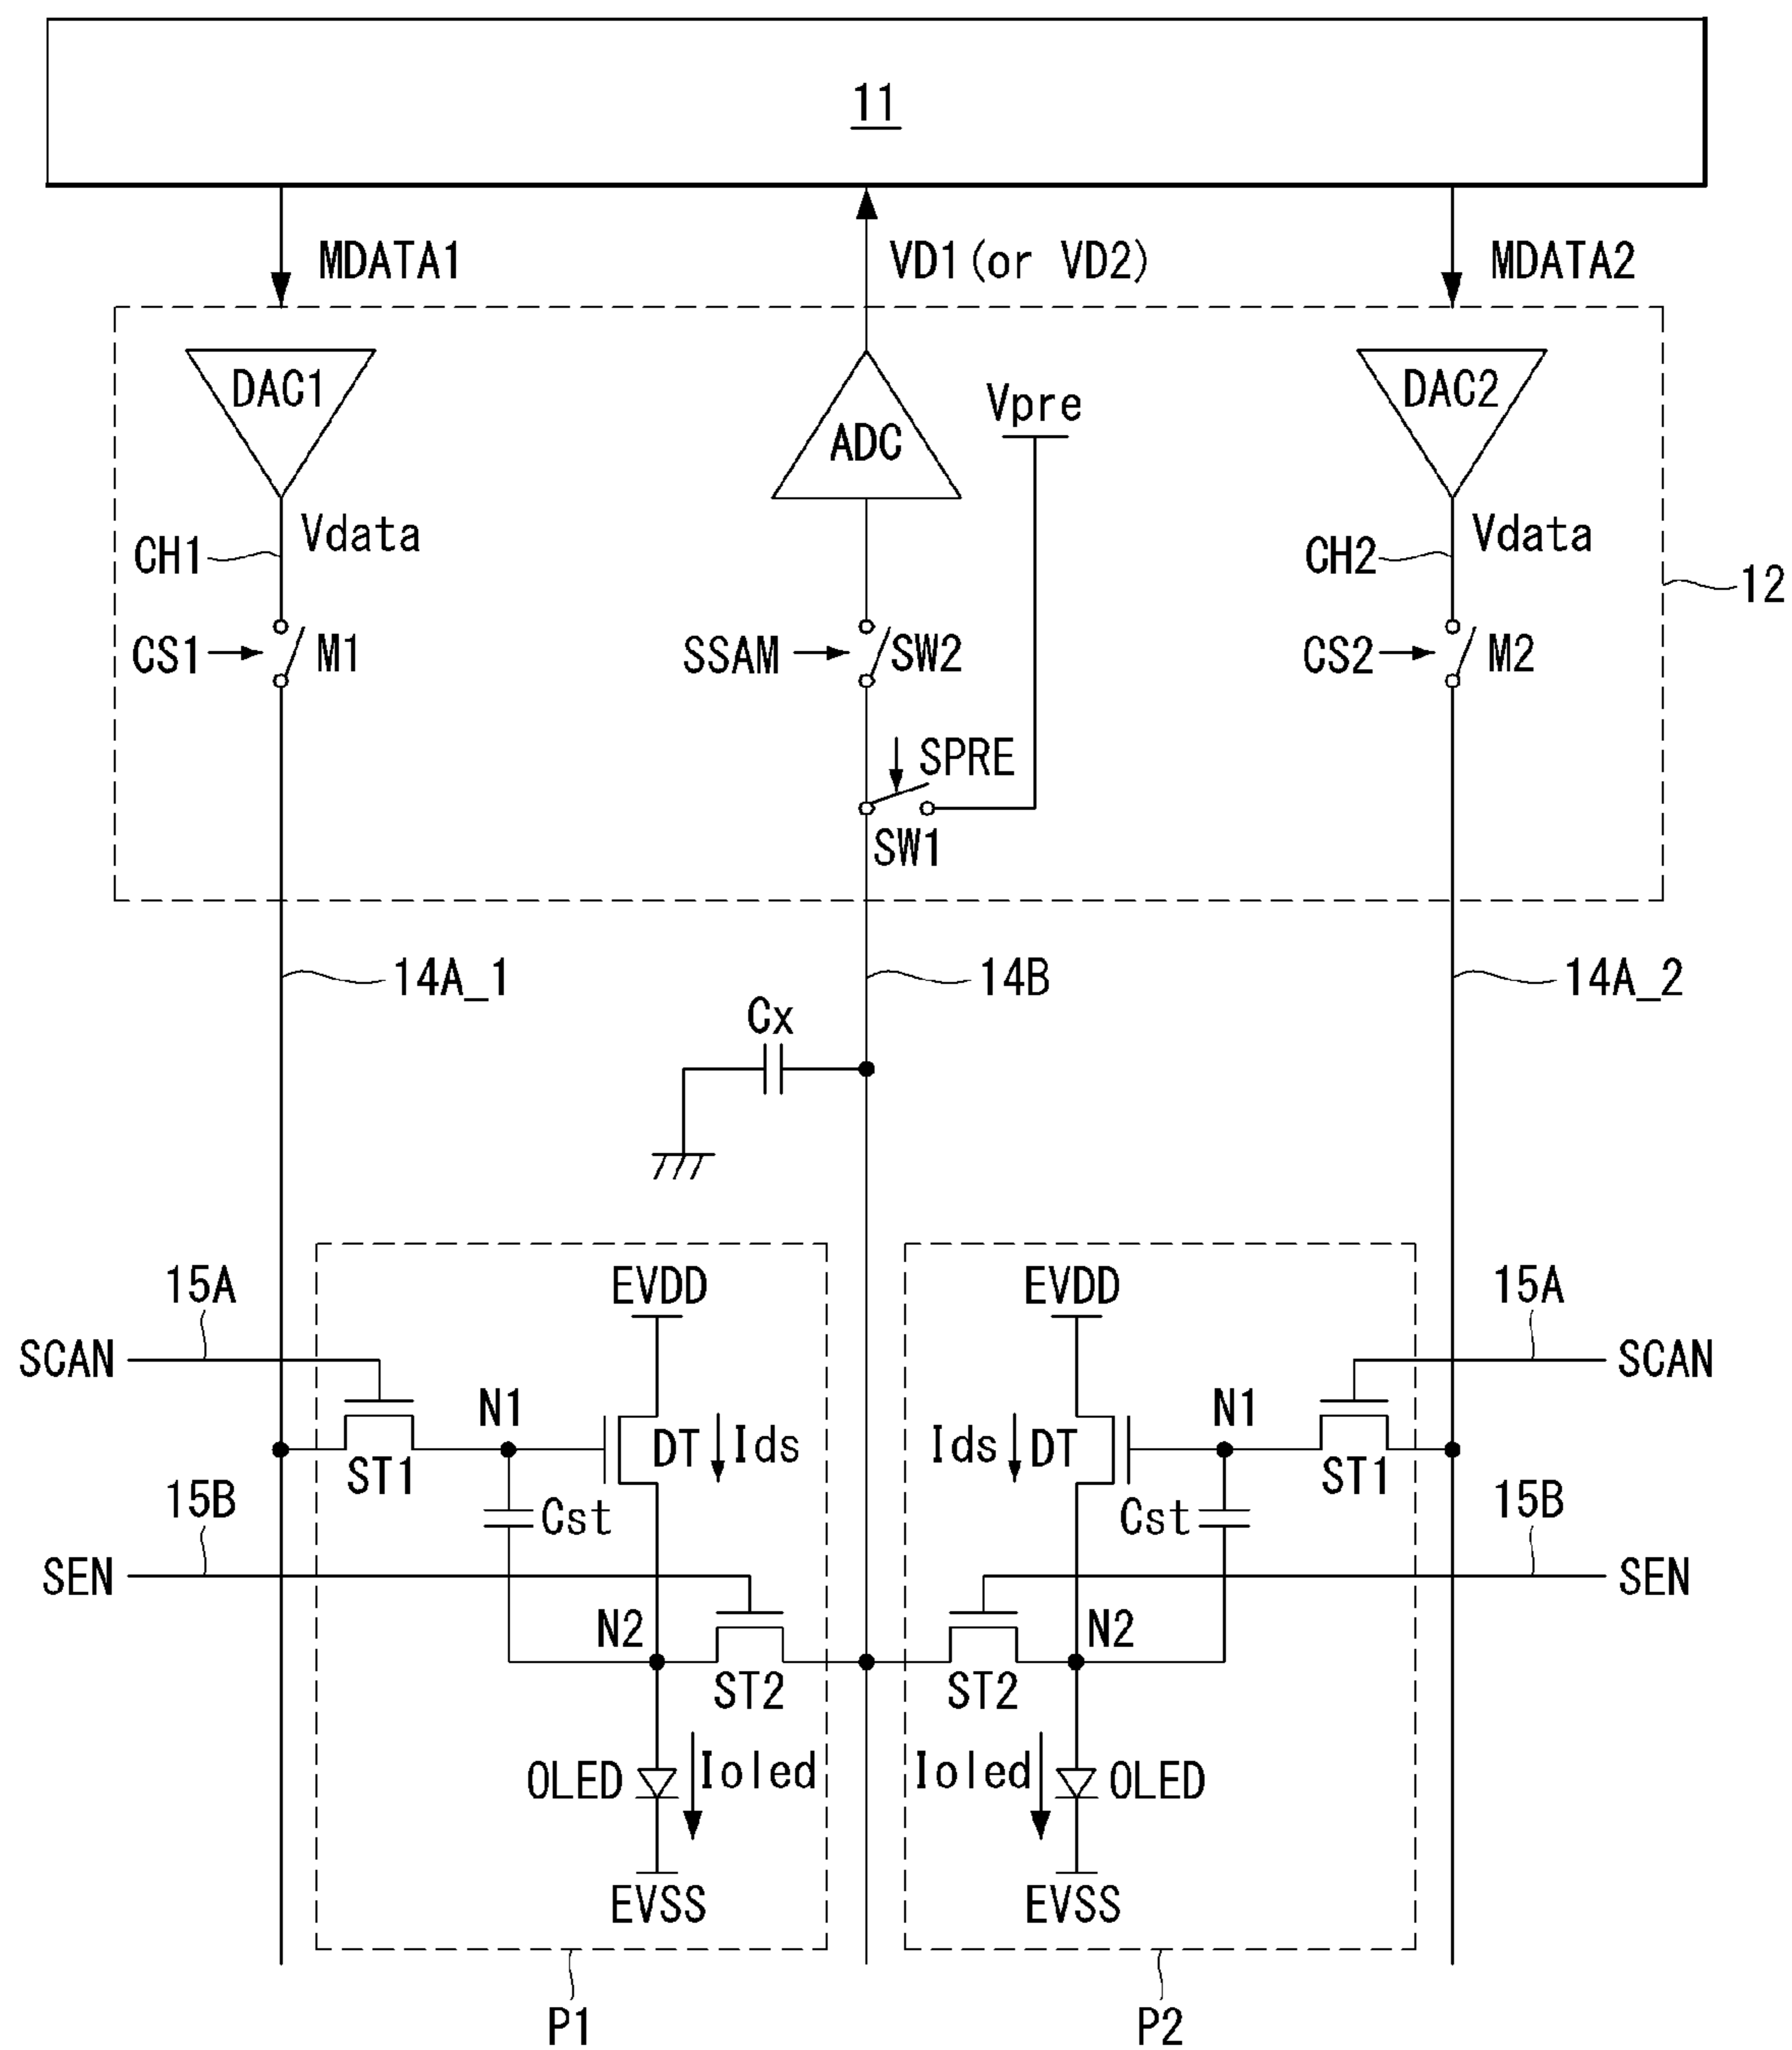 11
MDATA1
VD1(or VD2)
MDATA2
DAC1
ADC
Vpre
DAC2
CH1
Vdata
CH2
Vdata
12
CS1
M1
SSAM
SW2
CS2
M2
SPRE
SW1
14A_1
14B
14A_2
Cx
15A
EVDD
EVDD
15A
SCAN
SCAN
N1
DT
Ids
Ids
DT
N1
ST1
ST1
15B
Cst
Cst
15B
SEN
SEN
N2
N2
ST2
ST2
OLED
Ioled
Ioled
OLED
EVSS
EVSS
P1
P2